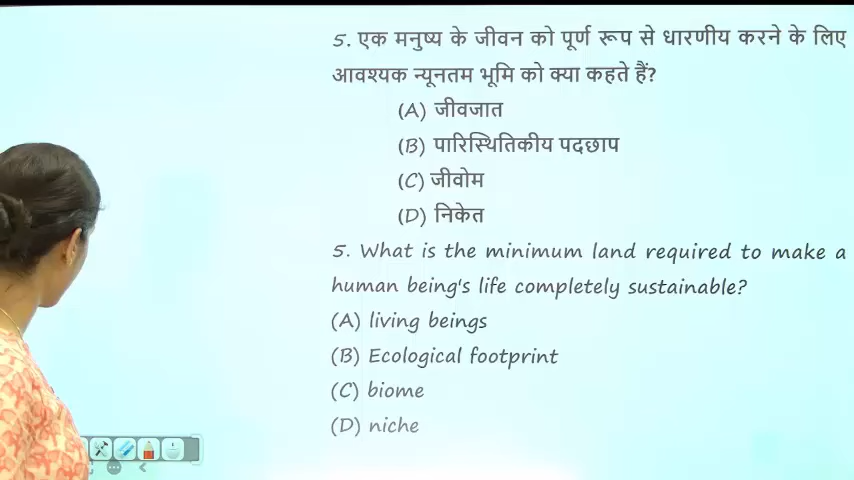 5. एक मनुष्य के जीवन को पूर्ण रूप से धारणीय करने के लिए
आवश्यक न्यूनतम भूमि को क्या कहते हैं?
(A) जीवजात
(B) पारिस्थितिकीय पदछाप
(C) जीवोम
(D) निकेत
5. What is the minimum land required to make a
human being's life completely sustainable?
(A) living beings
(B) Ecological footprint
(C) biome
(D) niche